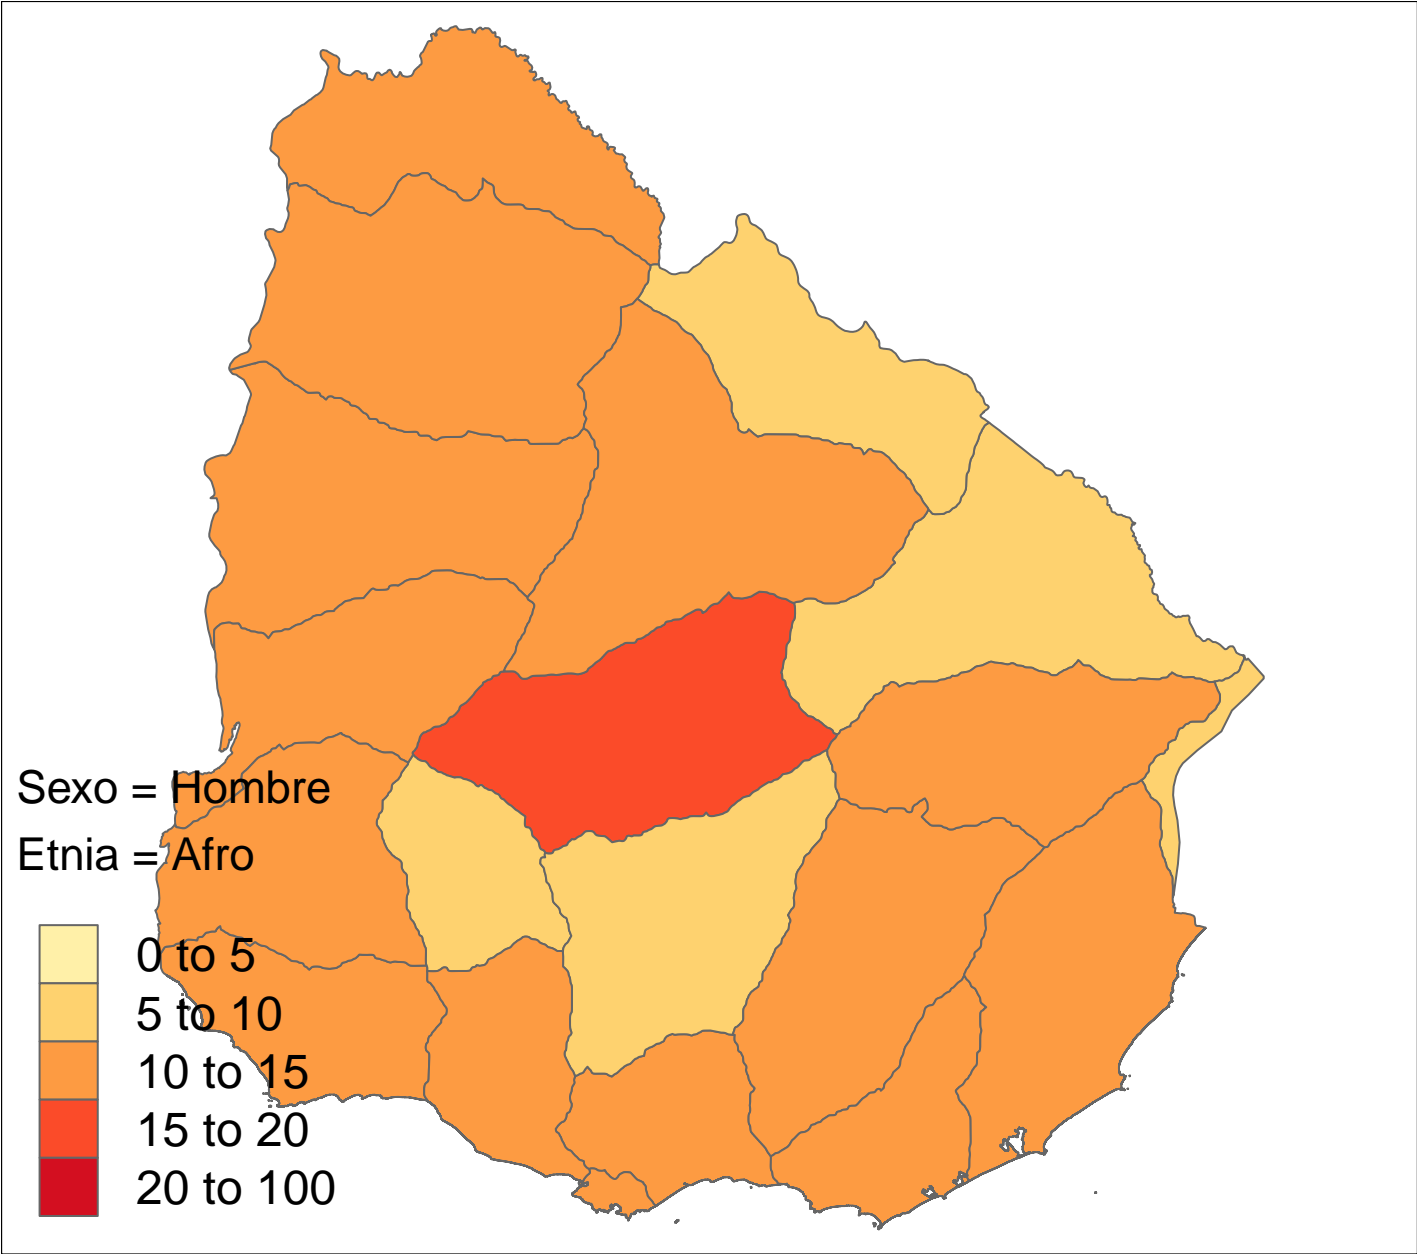 Sexo = Hombre
Etnia = Afro
0 to 5
5 to 10
10 to 15
15 to 20
20 to 100